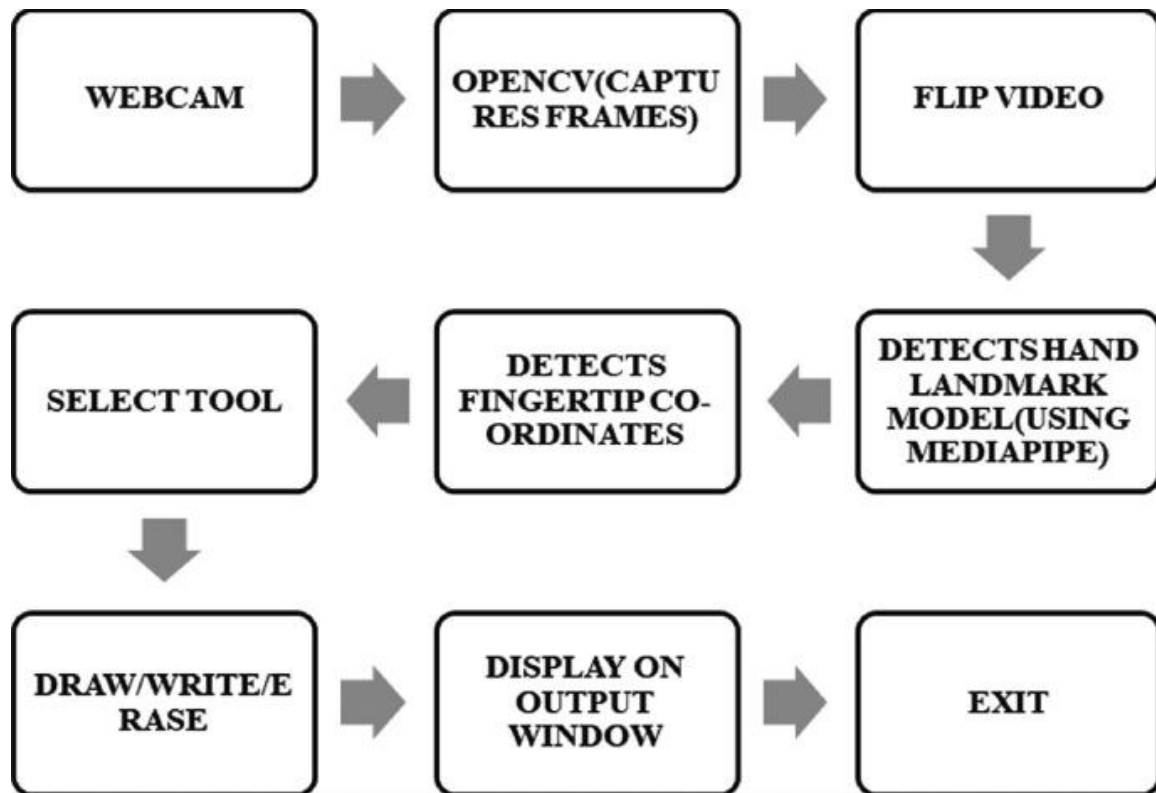 WEBCAM
OPENCV(CAPTU
RES FRAMES)
FLIP VIDEO
DETECTS HAND
LANDMARK
MODEL(USING
MEDIAPIPE)
DETECTS
FINGERTIP CO-
ORDINATES
SELECT TOOL
DRAW/WRITE/E
RASE
DISPLAY ON
OUTPUT
WINDOW
EXIT